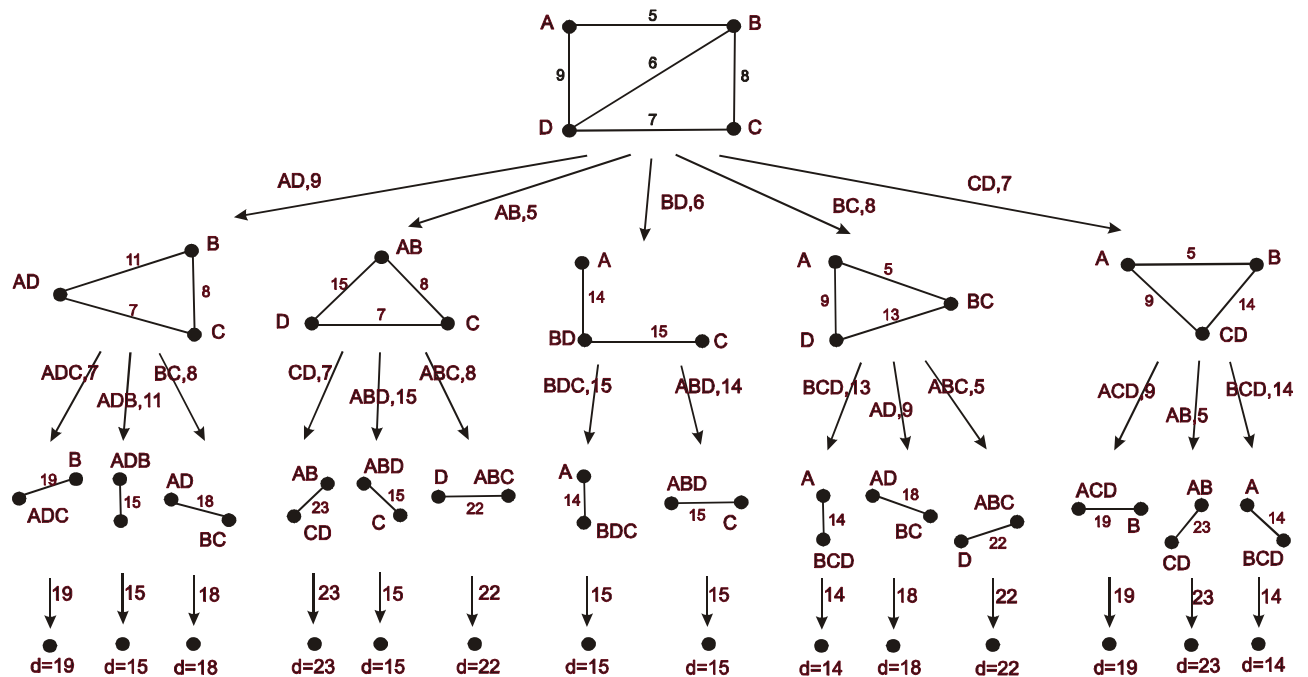 A 5 B
9 6 8
D 7 C
AD,9 AB,5 BD,6 BC,8 CD,7
AD 11 B 8 7 C
AB 15 8 D 7 C
A 14 BD 15 C
A 5 9 BC 13 D
A 5 B 9 14 CD
ADC,7 ADB,11 BC,8
CD,7 ABD,15 ABC,8
BDC,15 ABD,14
BCD,13 AD,9 ABC,5
ACD,9 AB,5 BCD,14
B 19 ADC
ADB 15
AD 18 BC
AB 23 CD
ABD 15 C
D ABC 22
A 14 BDC
ABD 15 C
A 14 BCD
AD 18 BC
ABC D 22
ACD 19 B
AB 23 CD
A 14 BCD
19 15 18 23 15 22 15 15 14 18 22 19 23 14
d=19 d=15 d=18 d=23 d=15 d=22 d=15 d=15 d=14 d=18 d=22 d=19 d=23 d=14